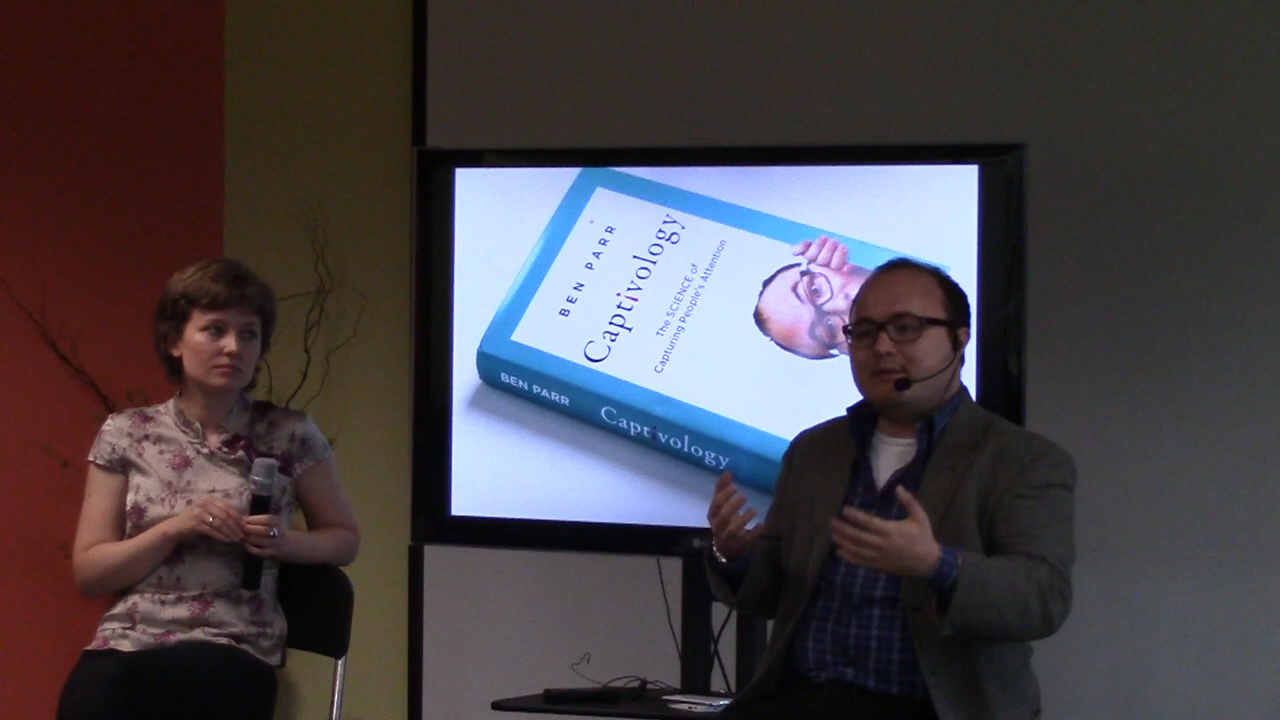 BEN PARR
Captivology
The SCIENCE of
Capturing People's Attention
BEN PARR
Captivology